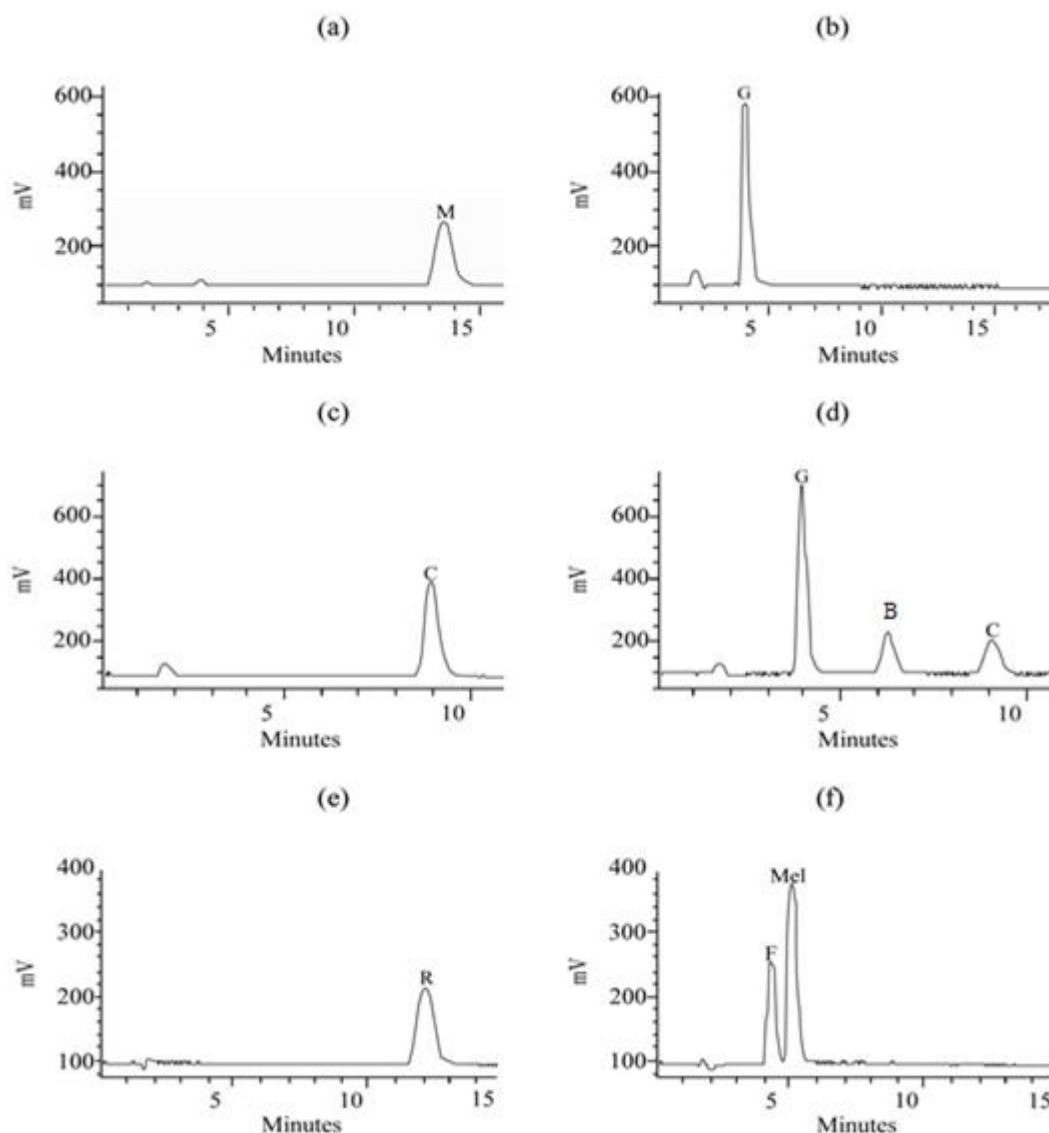 (a) (b)
600 600 G
400 400
mV mV
200 M 200
5 10 15 5 10 15
Minutes Minutes
(c) (d)
600 600 G
400 C 400
mV mV
200 200 B C
5 10 5 10
Minutes Minutes
(e) (f)
400 400 Mel
300 300
mV mV
200 R 200 F
100 100
5 10 15 5 10 15
Minutes Minutes